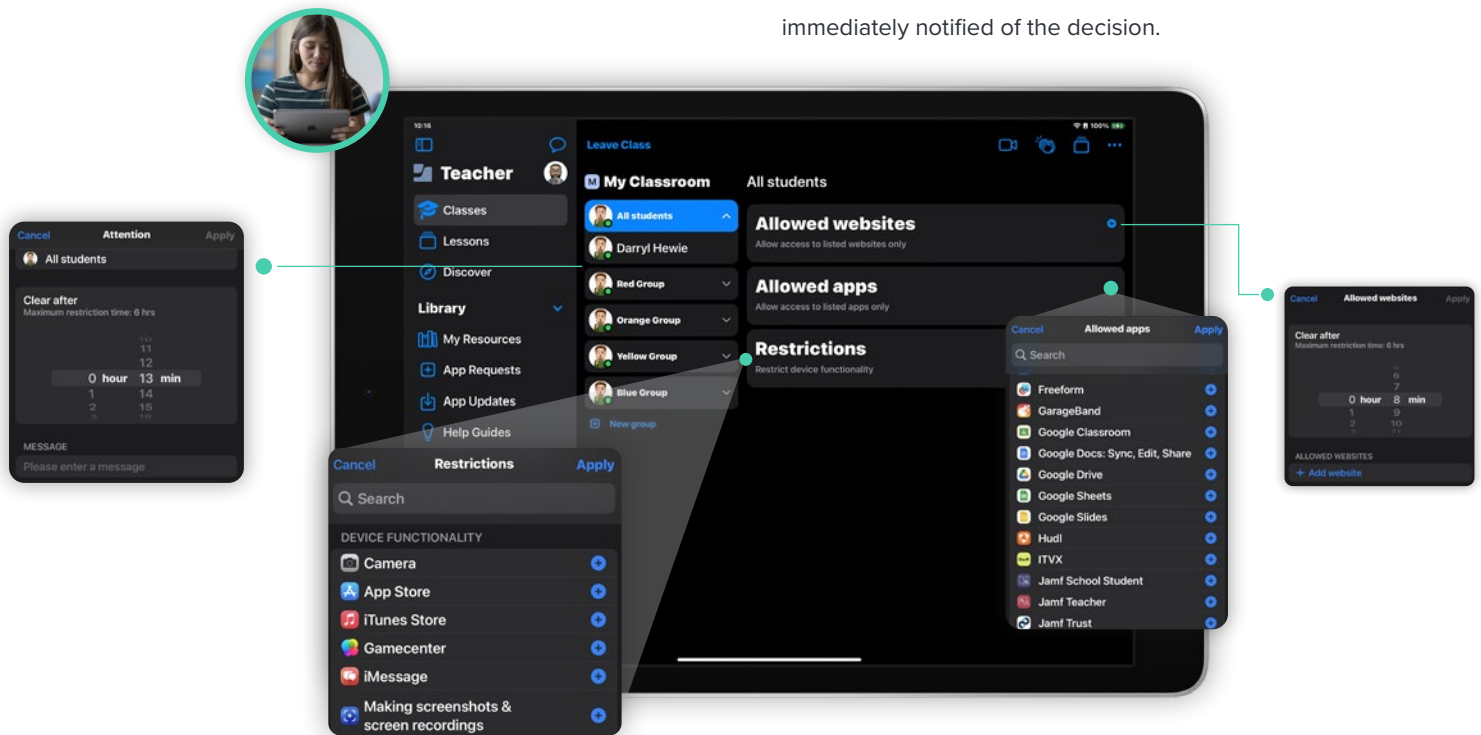 immediately notified of the decision.
10:16
100%
Teacher
Classes
Lessons
Discover
Library
My Resources
App Requests
App Updates
Help Guides
Leave Class
M My Classroom
All students
Darryl Hewie
Red Group
Orange Group
Yellow Group
Blue Group
New group
All students
Allowed websites
Allow access to listed websites only
Allowed apps
Allow access to listed apps only
Restrictions
Restrict device functionality
Cancel Attention Apply
All students
Clear after
Maximum restriction time: 6 hrs
11
12
0 hour 13 min
1 14
2 15
MESSAGE
Please enter a message
Cancel Restrictions Apply
Search
DEVICE FUNCTIONALITY
Camera
App Store
iTunes Store
Gamecenter
iMessage
Making screenshots &
screen recordings
Cancel Allowed apps Apply
Search
Freeform
GarageBand
Google Classroom
Google Docs: Sync, Edit, Share
Google Drive
Google Sheets
Google Slides
Hudl
ITVX
Jamf School Student
Jamf Teacher
Jamf Trust
Cancel Allowed websites Apply
Clear after
Maximum restriction time: 6 hrs
6
7
0 hour 8 min
1 9
2 10
ALLOWED WEBSITES
+ Add website